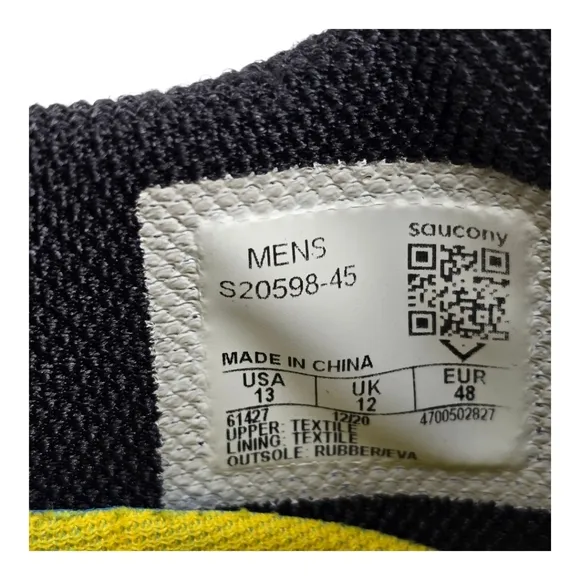 saucony
MENS
S20598-45
MADE IN CHINA
USA UK EUR
13 12 48
61427 12/20 4700502827
UPPER: TEXTILE
LINING: TEXTILE
OUTSOLE: RUBBER/EVA